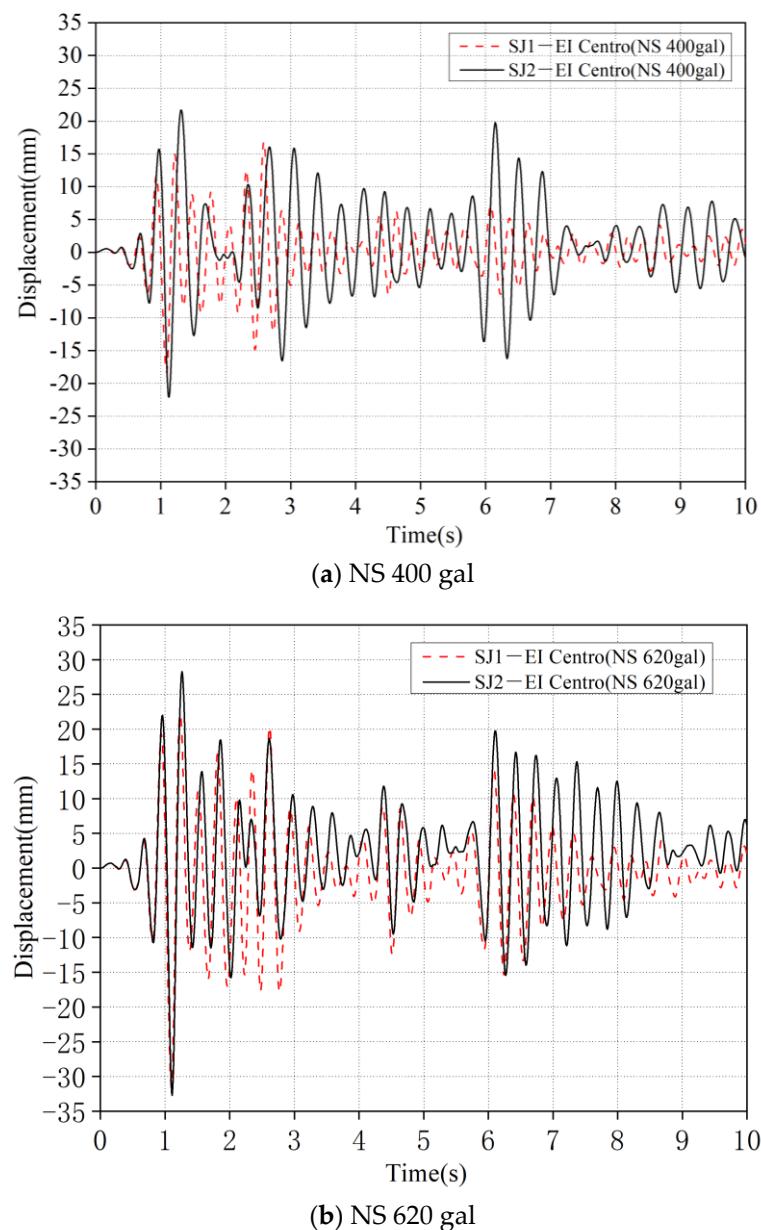 35
30
25
20
15
10
5
0
-5
-10
-15
-20
-25
-30
-35
Displacement(mm)
SJ1—EI Centro(NS 400gal)
SJ2—EI Centro(NS 400gal)
0 1 2 3 4 5 6 7 8 9 10
Time(s)
(a) NS 400 gal
35
30
25
20
15
10
5
0
-5
-10
-15
-20
-25
-30
-35
Displacement(mm)
SJ1—EI Centro(NS 620gal)
SJ2—EI Centro(NS 620gal)
0 1 2 3 4 5 6 7 8 9 10
Time(s)
(b) NS 620 gal